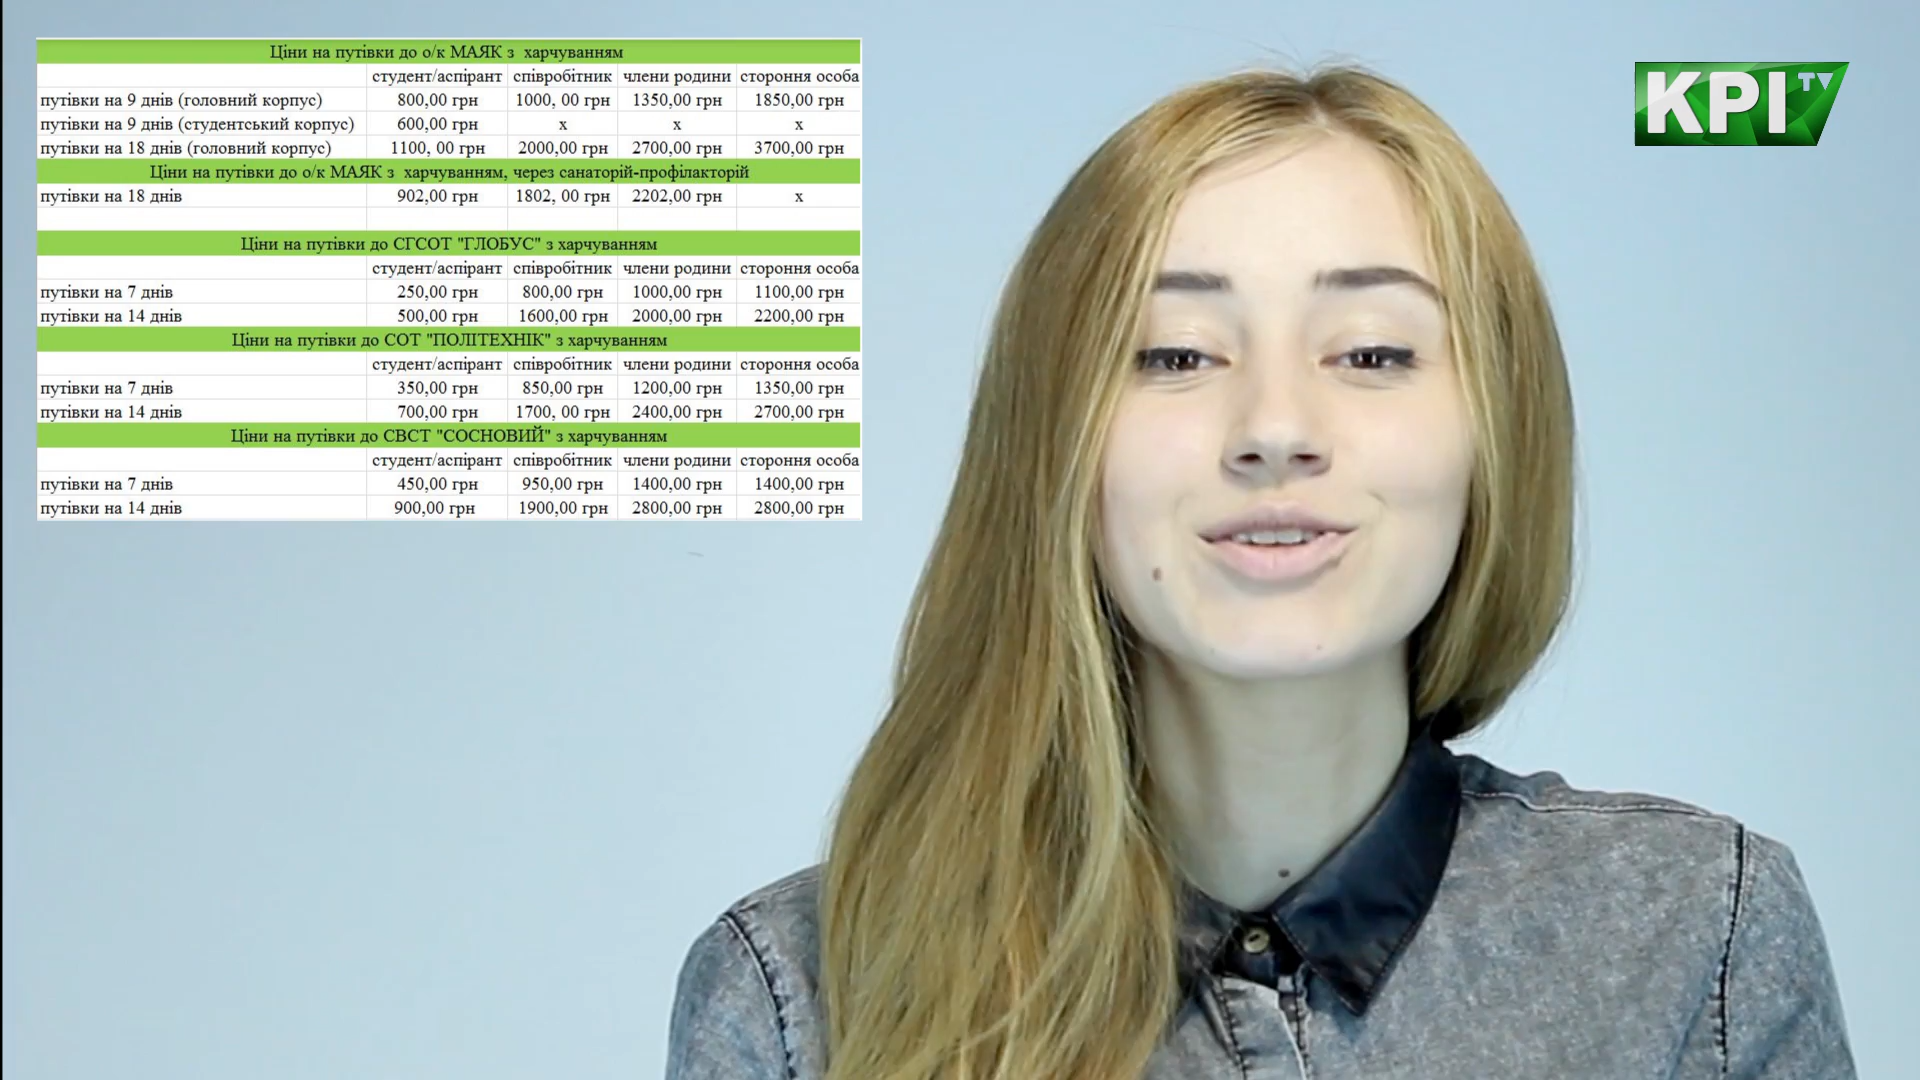 Ціни на путівки до о/к МАЯК з харчуванням
студент/аспірант співробітник члени родини стороння особа
путівки на 9 днів (головний корпус) 800,00 грн 1000, 00 грн 1350,00 грн 1850,00 грн
путівки на 9 днів (студентський корпус) 600,00 грн х х х
путівки на 18 днів (головний корпус) 1100, 00 грн 2000,00 грн 2700,00 грн 3700,00 грн
Ціни на путівки до о/к МАЯК з харчуванням, через санаторій-профілакторій
путівки на 18 днів 902,00 грн 1802, 00 грн 2202,00 грн х
Ціни на путівки до СГСОТ "ГЛОБУС" з харчуванням
студент/аспірант співробітник члени родини стороння особа
путівки на 7 днів 250,00 грн 800,00 грн 1000,00 грн 1100,00 грн
путівки на 14 днів 500,00 грн 1600,00 грн 2000,00 грн 2200,00 грн
Ціни на путівки до СОТ "ПОЛІТЕХНІК" з харчуванням
студент/аспірант співробітник члени родини стороння особа
путівки на 7 днів 350,00 грн 850,00 грн 1200,00 грн 1350,00 грн
путівки на 14 днів 700,00 грн 1700, 00 грн 2400,00 грн 2700,00 грн
Ціни на путівки до СВСТ "СОСНОВИЙ" з харчуванням
студент/аспірант співробітник члени родини стороння особа
путівки на 7 днів 450,00 грн 950,00 грн 1400,00 грн 1400,00 грн
путівки на 14 днів 900,00 грн 1900,00 грн 2800,00 грн 2800,00 грн
KPI TV